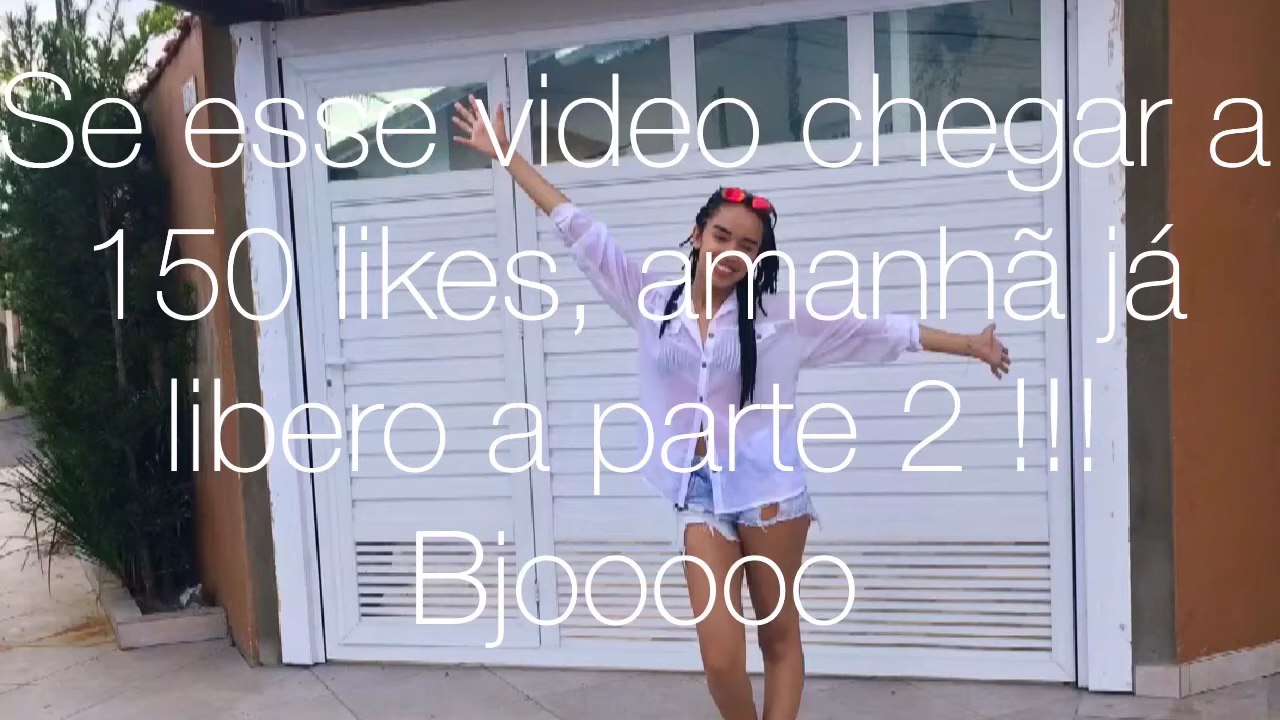 Se esse video chegar a
150 likes, amanhã já
libero a parte 2 !!!
Bjooooo